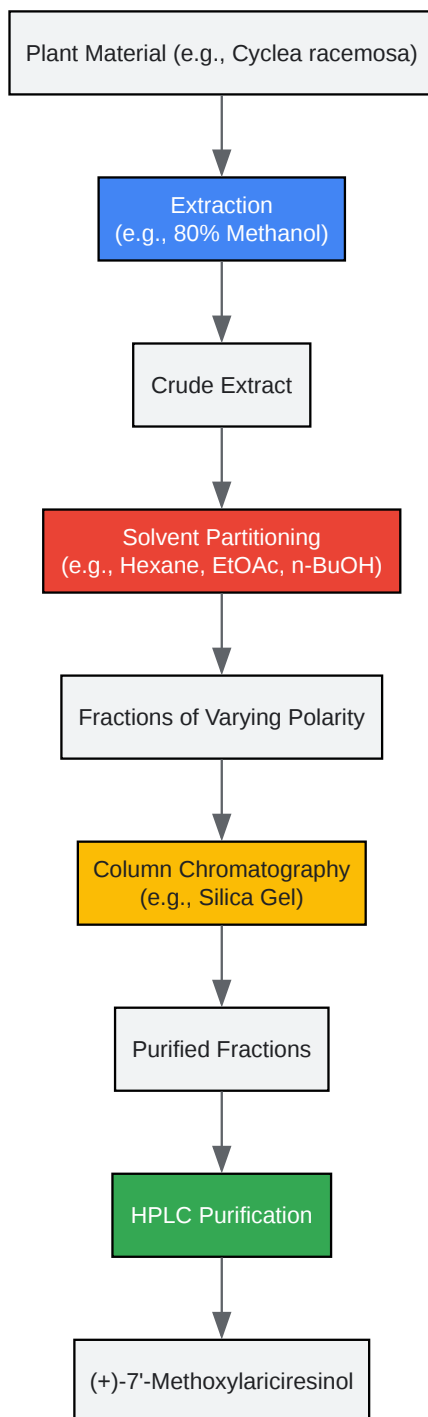 Plant Material (e.g., Cyclea racemosa)
Extraction
(e.g., 80% Methanol)
Crude Extract
Solvent Partitioning
(e.g., Hexane, EtOAc, n-BuOH)
Fractions of Varying Polarity
Column Chromatography
(e.g., Silica Gel)
Purified Fractions
HPLC Purification
(+)-7'-Methoxylariciresinol